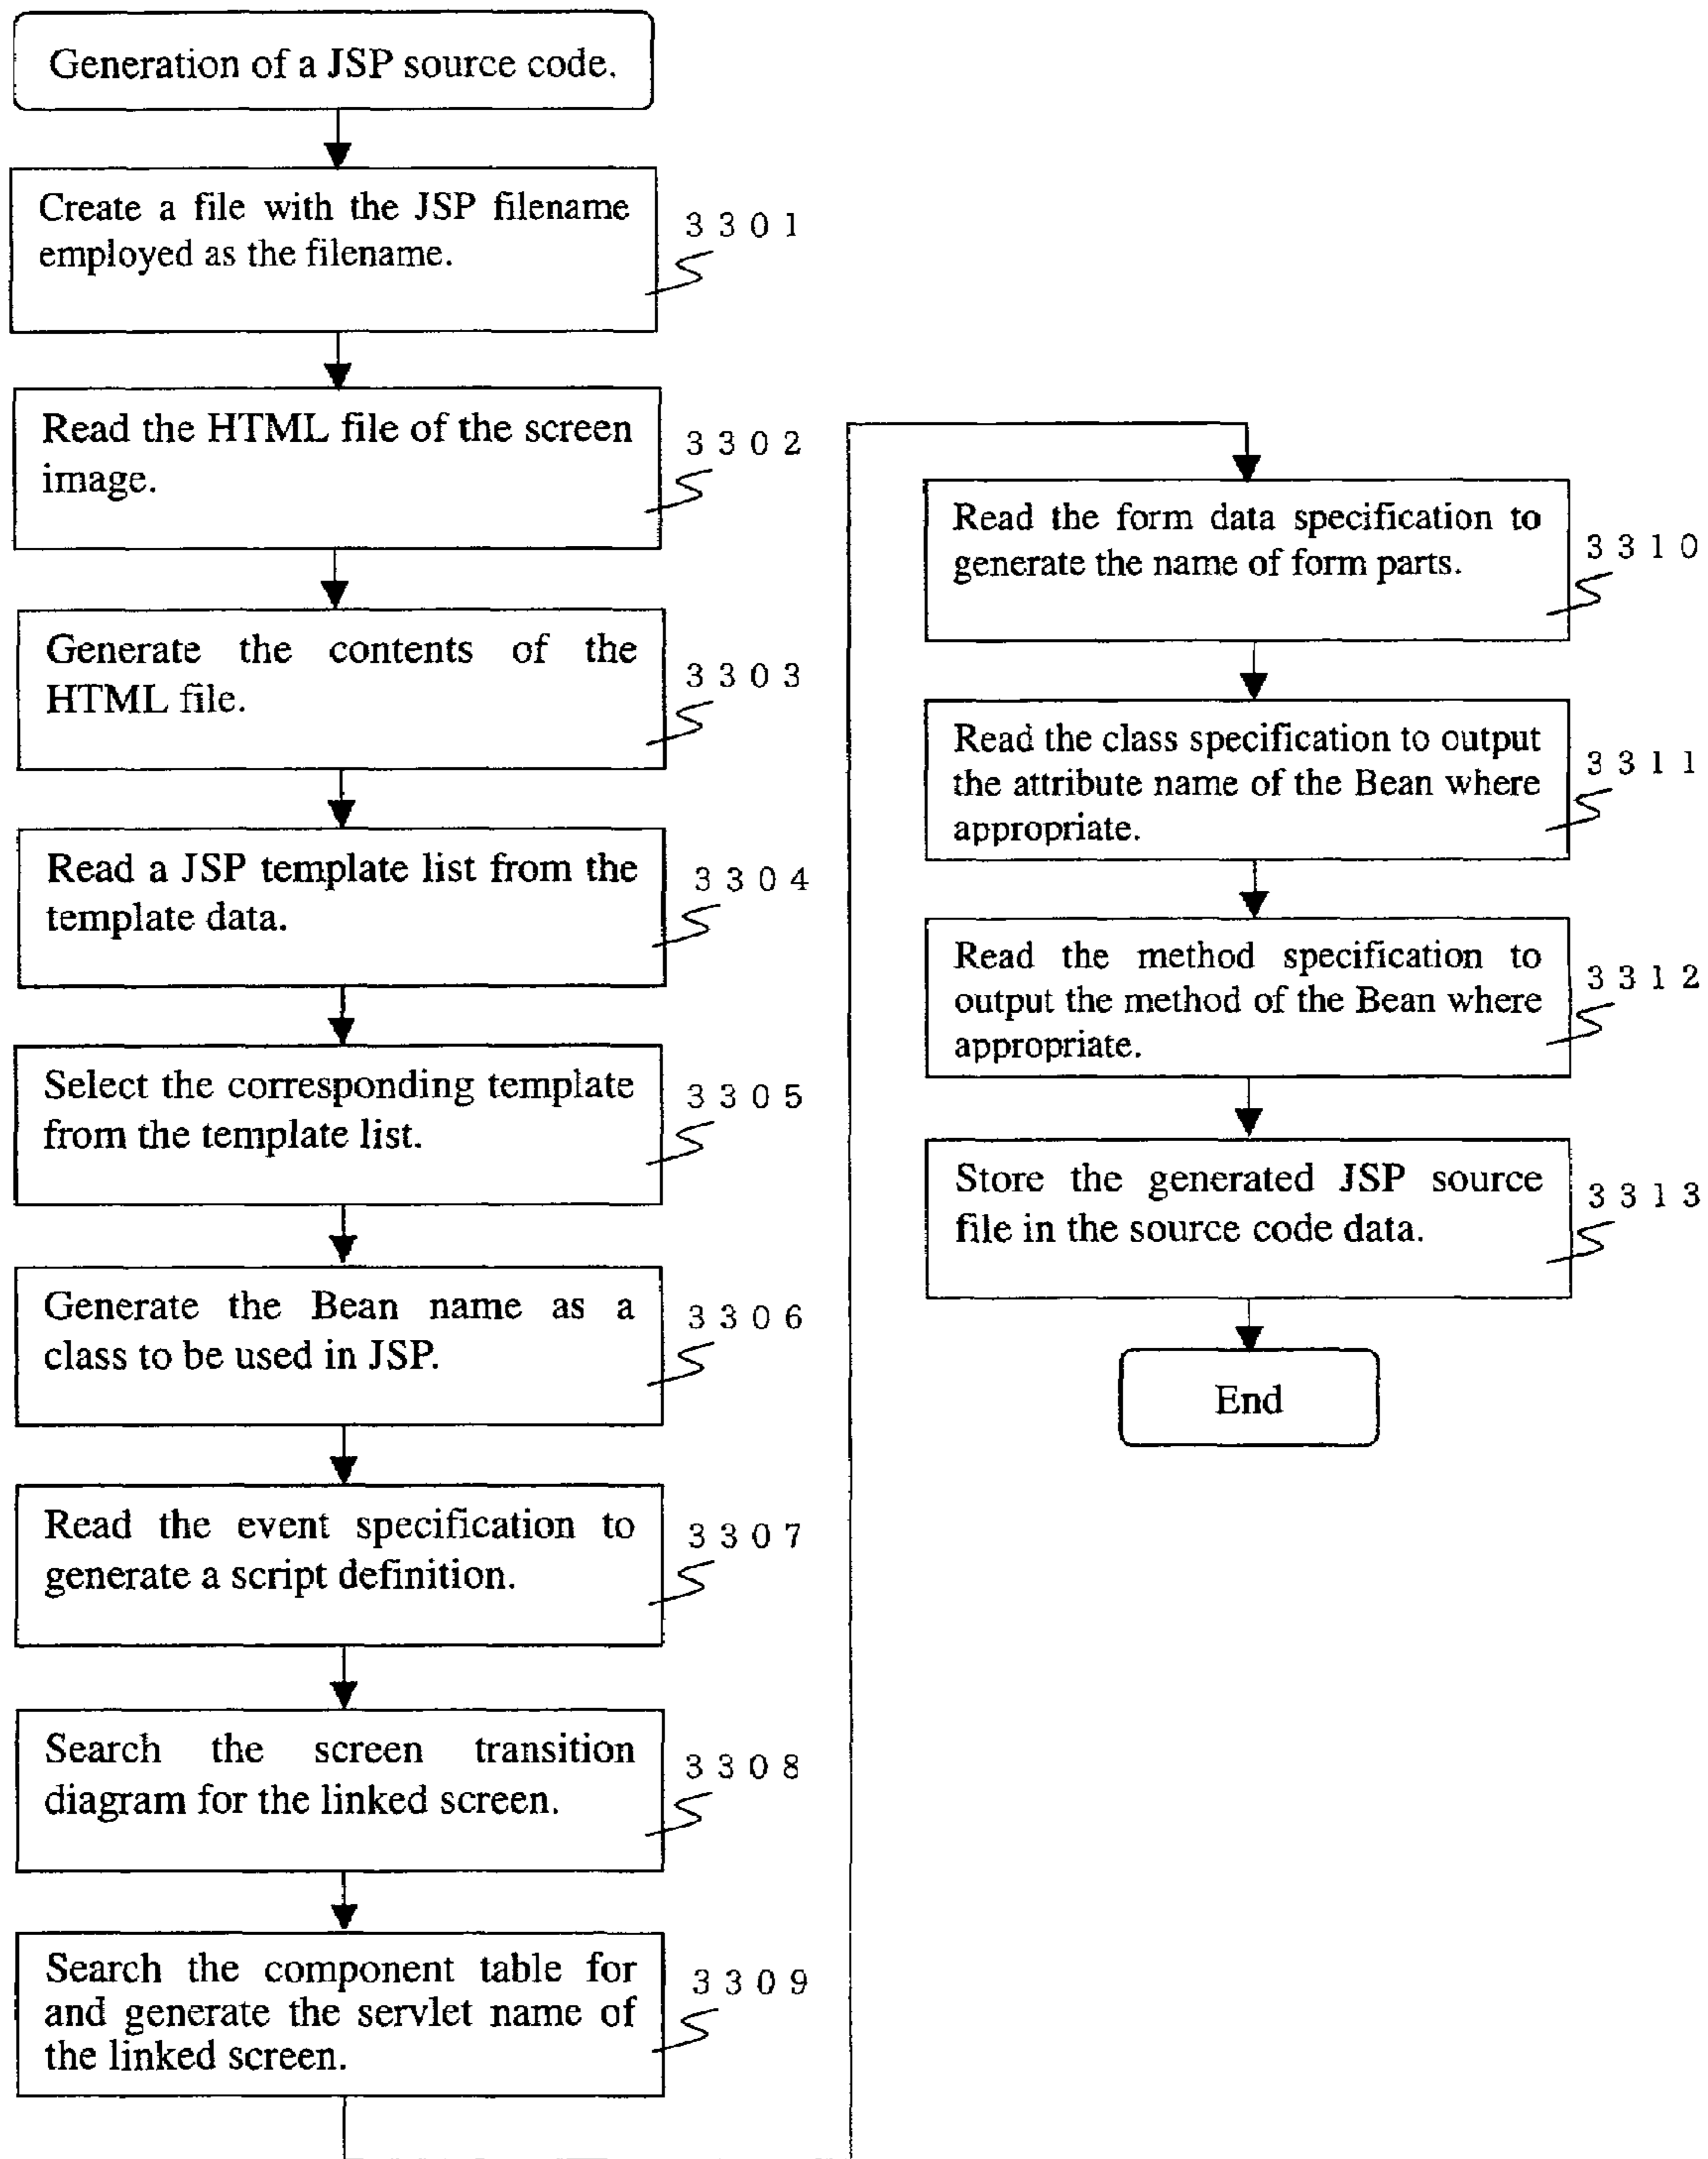 Generation of a JSP source code.
Create a file with the JSP filename
employed as the filename.
3301
Read the HTML file of the screen
image.
3302
Generate the contents of the
HTML file.
3303
Read a JSP template list from the
template data.
3304
Select the corresponding template
from the template list.
3305
Generate the Bean name as a
class to be used in JSP.
3306
Read the event specification to
generate a script definition.
3307
Search the screen transition
diagram for the linked screen.
3308
Search the component table for
and generate the servlet name of
the linked screen.
3309
Read the form data specification to
generate the name of form parts.
3310
Read the class specification to output
the attribute name of the Bean where
appropriate.
3311
Read the method specification to
output the method of the Bean where
appropriate.
3312
Store the generated JSP source
file in the source code data.
3313
End